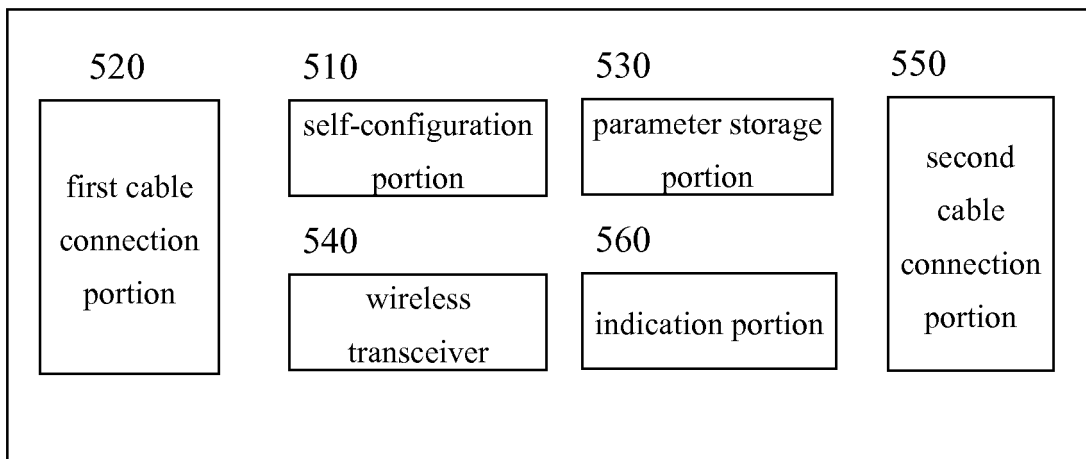 520
first cable
connection
portion
510
self-configuration
portion
530
parameter storage
portion
540
wireless
transceiver
560
indication portion
550
second
cable
connection
portion